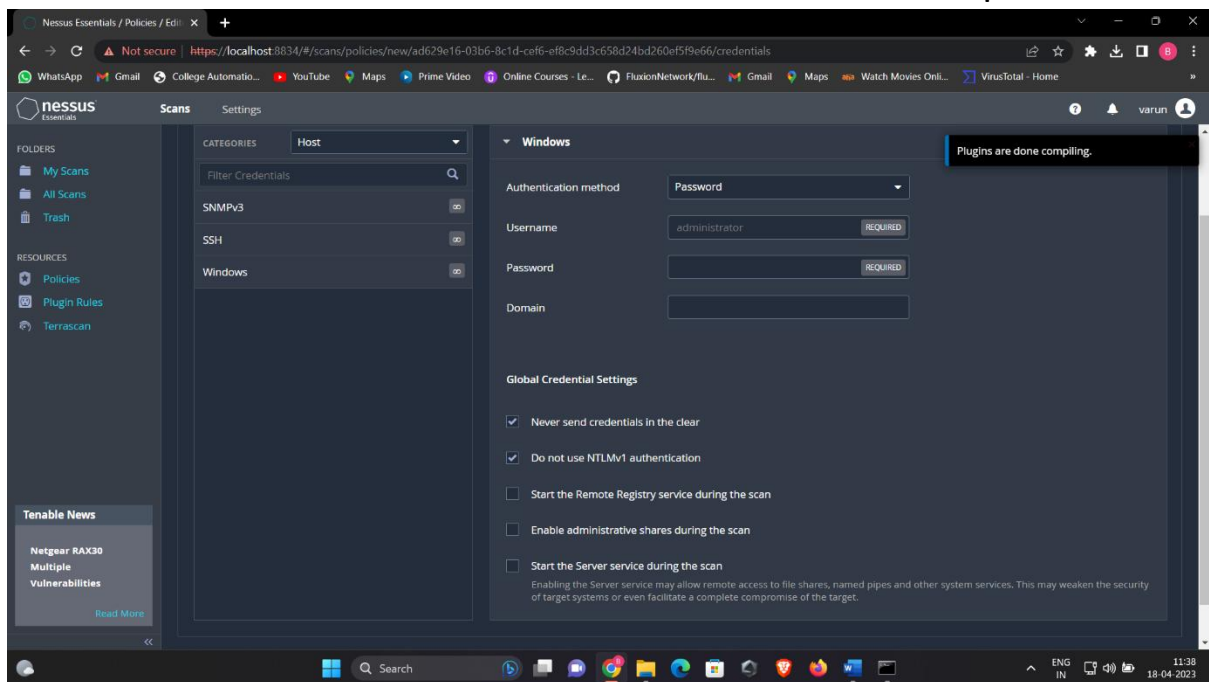 Nessus Essentials / Policies / Edit
Not secure | https://localhost:8834/#/scans/policies/new/ad629e16-03b6-8c1d-cef6-ef8c9dd3c658d24bd260ef5f9e66/credentials
B
WhatsApp Gmail College Automatio... YouTube Maps Prime Video Online Courses - Le... FluxionNetwork/flu... Gmail Maps Watch Movies Onli... VirusTotal - Home »
nessus Essentials Scans Settings varun
Plugins are done compiling.
FOLDERS
My Scans
All Scans
Trash
RESOURCES
Policies
Plugin Rules
Terrascan
Tenable News
Netgear RAX30
Multiple
Vulnerabilities
Read More
CATEGORIES Host
Filter Credentials
SNMPv3 ∞
SSH ∞
Windows ∞
Windows
Authentication method Password
Username administrator REQUIRED
Password REQUIRED
Domain
Global Credential Settings
Never send credentials in the clear
Do not use NTLMv1 authentication
Start the Remote Registry service during the scan
Enable administrative shares during the scan
Start the Server service during the scan
Enabling the Server service may allow remote access to file shares, named pipes and other system services. This may weaken the security
of target systems or even facilitate a complete compromise of the target.
Search
ENG
IN
11:38
18-04-2023